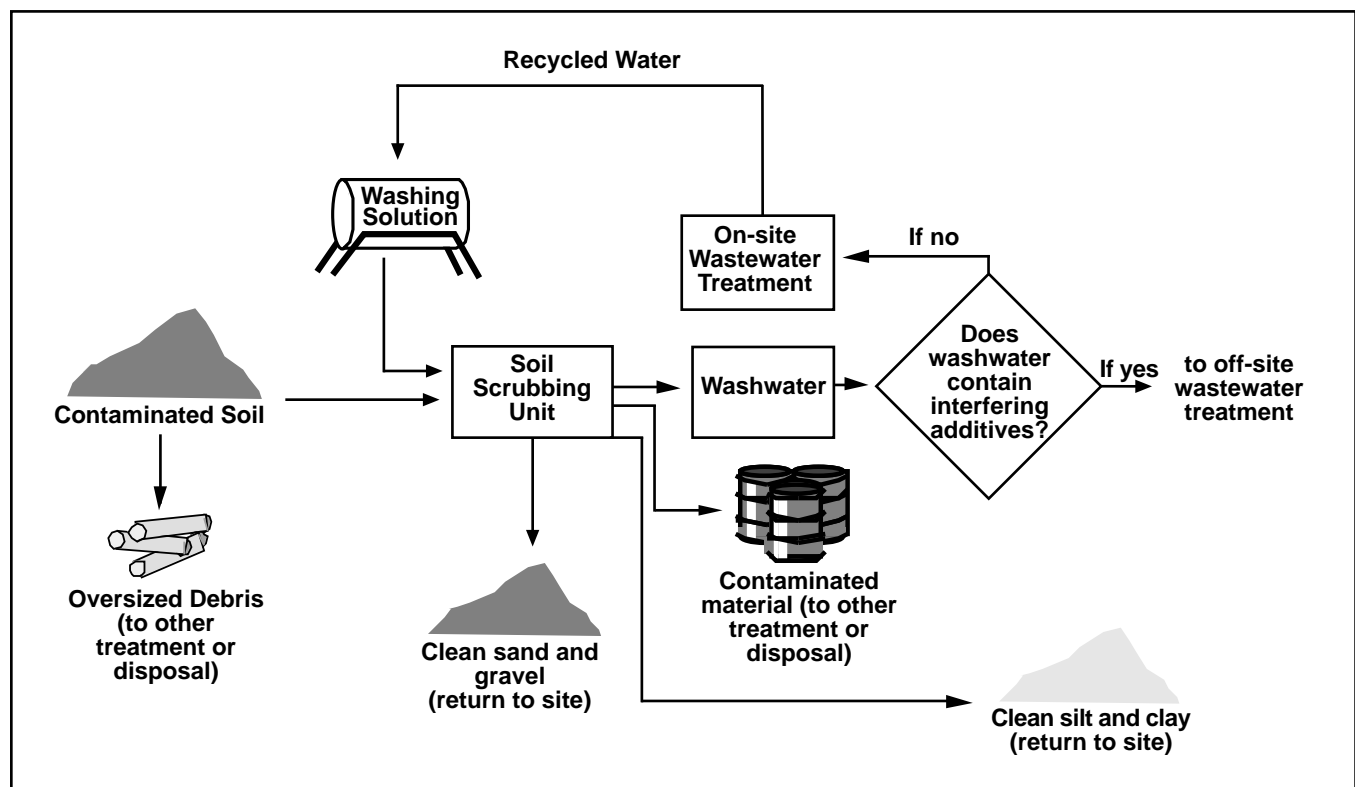 Recycled Water
Washing
Solution
On-site
Wastewater
Treatment
If no
Does
washwater
contain
interfering
additives?
If yes
to off-site
wastewater
treatment
Contaminated Soil
Soil
Scrubbing
Unit
Washwater
Oversized Debris
(to other
treatment or
disposal)
Clean sand and
gravel
(return to site)
Contaminated
material (to other
treatment or
disposal)
Clean silt and clay
(return to site)